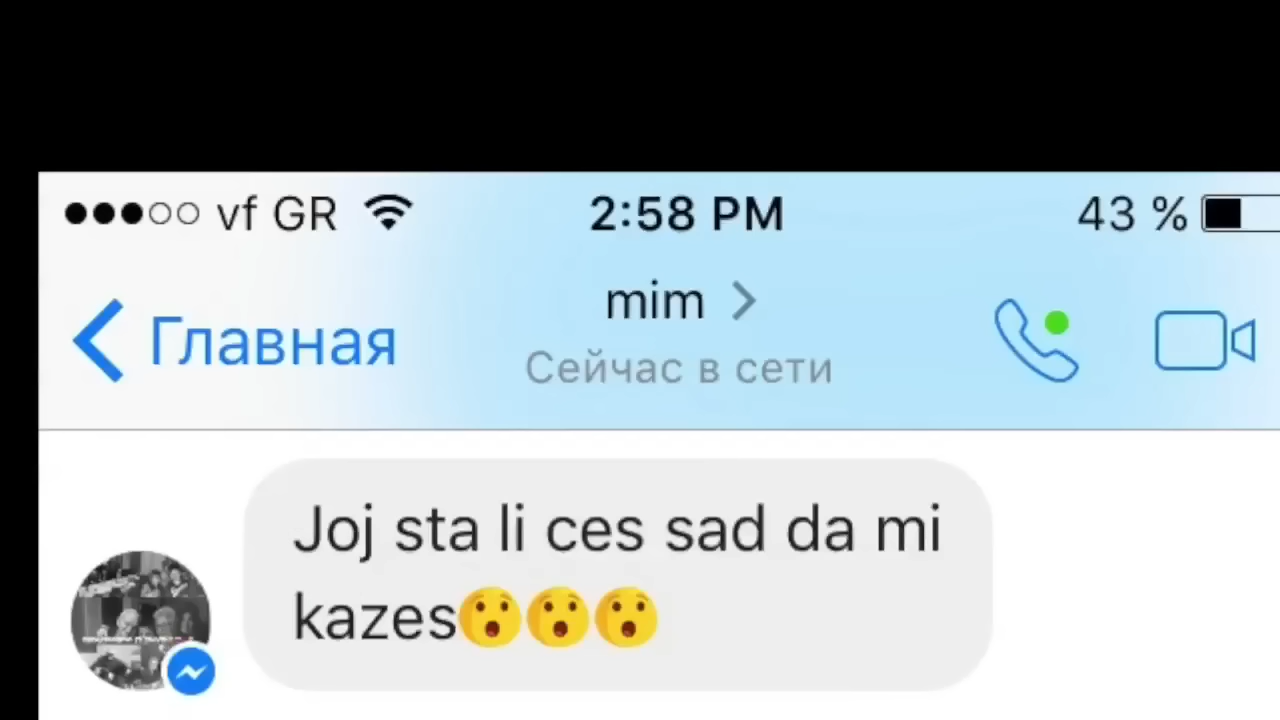 vf GR 2:58 PM 43 %
mim
Главная
Сейчас в сети
Joj sta li ces sad da mi
kazes😯😯😯